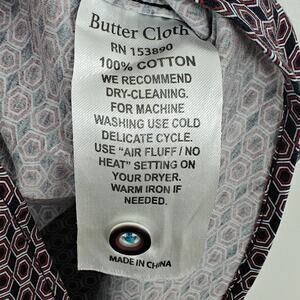 Butter Cloth
RN 153890
100% COTTON
WE RECOMMEND
DRY-CLEANING.
FOR MACHINE
WASHING USE COLD
DELICATE CYCLE.
USE "AIR FLUFF / NO
HEAT" SETTING ON
YOUR DRYER.
WARM IRON IF
NEEDED.
MADE IN CHINA